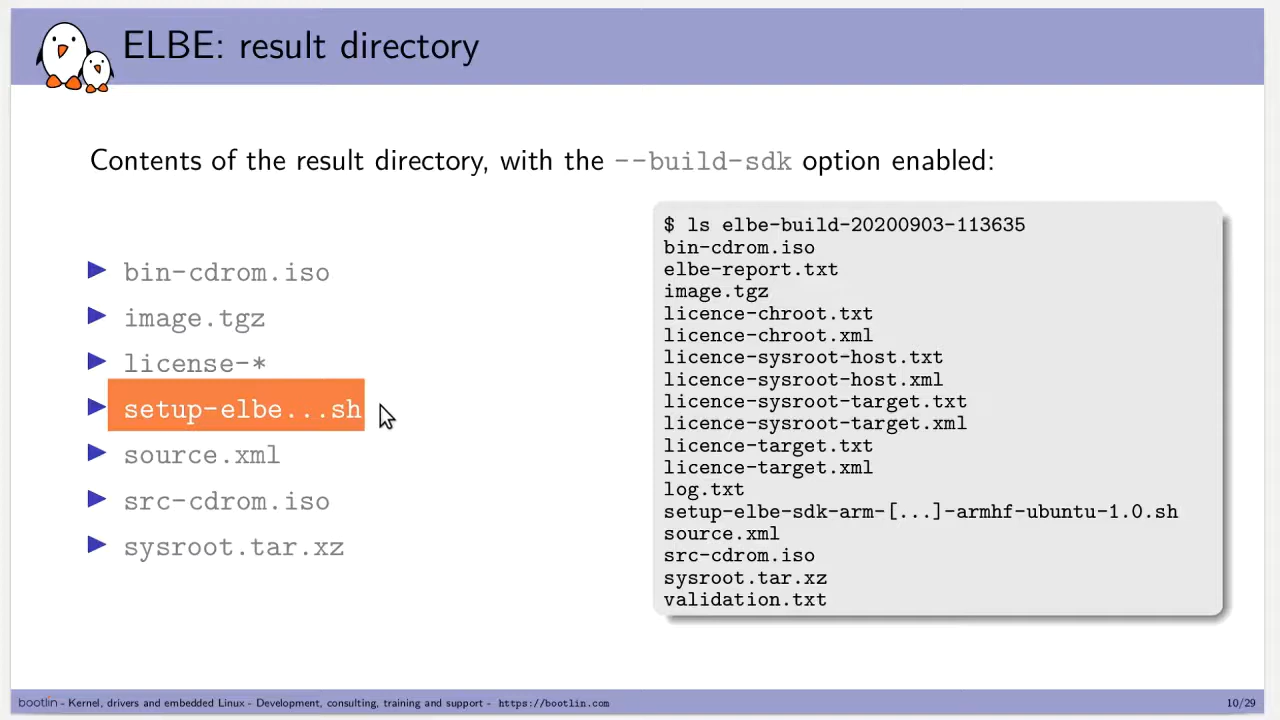 ELBE: result directory
Contents of the result directory, with the --build-sdk option enabled:
bin-cdrom.iso
image.tgz
license-*
setup-elbe...sh
source.xml
src-cdrom.iso
sysroot.tar.xz
$ ls elbe-build-20200903-113635
bin-cdrom.iso
elbe-report.txt
image.tgz
licence-chroot.txt
licence-chroot.xml
licence-sysroot-host.txt
licence-sysroot-host.xml
licence-sysroot-target.txt
licence-sysroot-target.xml
licence-target.txt
licence-target.xml
log.txt
setup-elbe-sdk-arm-[...]-armhf-ubuntu-1.0.sh
source.xml
src-cdrom.iso
sysroot.tar.xz
validation.txt
bootlin - Kernel, drivers and embedded Linux - Development, consulting, training and support - https://bootlin.com
10/29